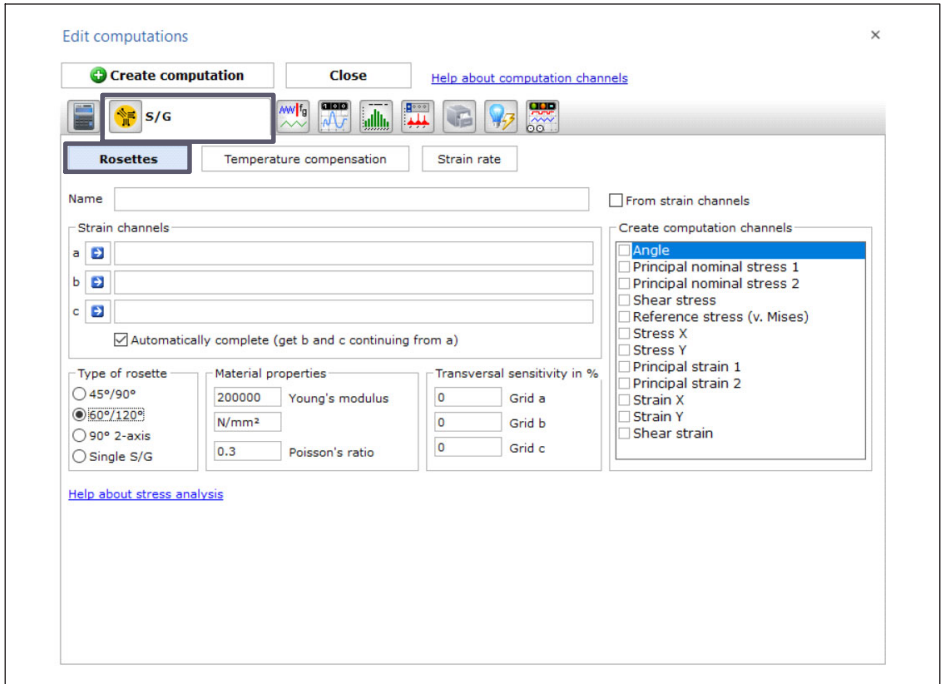 Edit computations
Create computation
Close
Help about computation channels
S/G
Rosettes
Temperature compensation
Strain rate
Name
From strain channels
Strain channels
a
b
c
Automatically complete (get b and c continuing from a)
Create computation channels
Angle
Principal nominal stress 1
Principal nominal stress 2
Shear stress
Reference stress (v. Mises)
Stress X
Stress Y
Principal strain 1
Principal strain 2
Strain X
Strain Y
Shear strain
Type of rosette
45°/90°
60°/120°
90° 2-axis
Single S/G
Material properties
200000 Young's modulus
N/mm²
0.3 Poisson's ratio
Transversal sensitivity in %
0 Grid a
0 Grid b
0 Grid c
Help about stress analysis